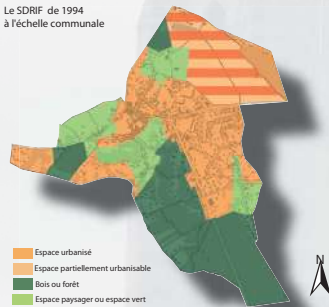 Le SDRIF de 1994
à l'échelle communale
N
Espace urbanisé
Espace partiellement urbanisable
Bois ou forêt
Espace paysager ou espace vert